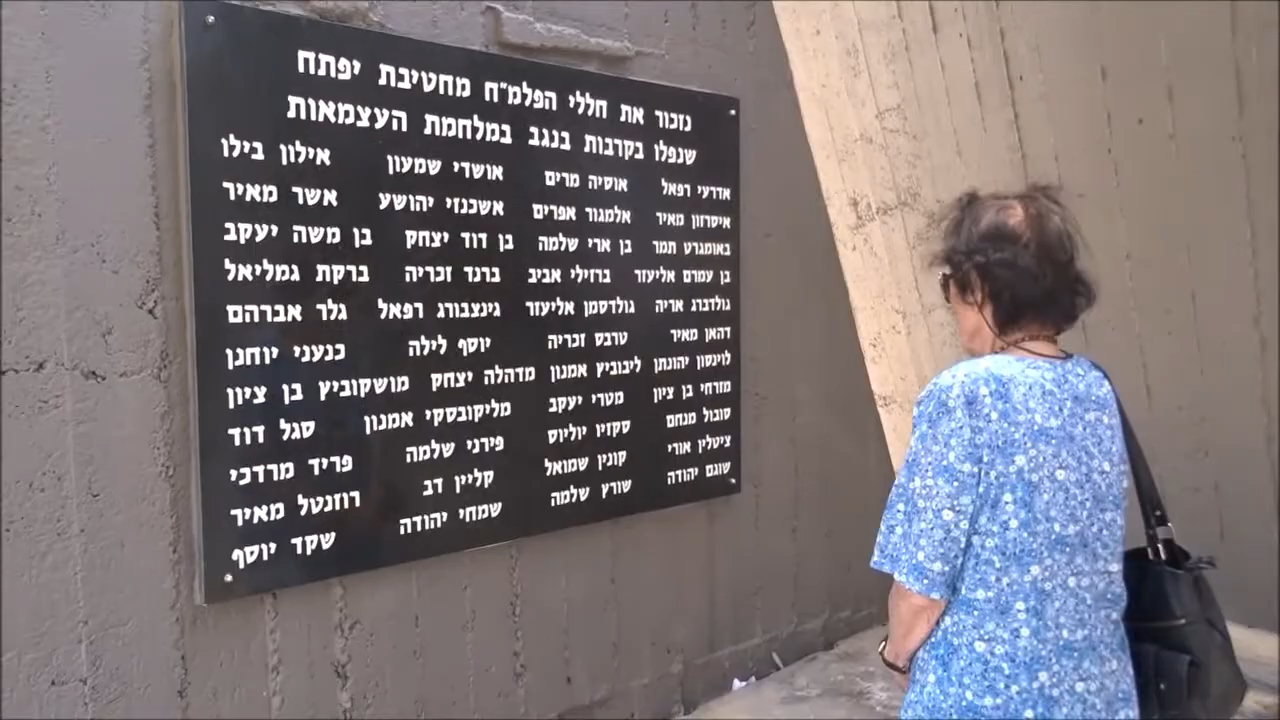 נזכור את חללי הפלמ"ח מחטיבת יפתח
שנפלו בקרבות בנגב במלחמת העצמאות
אדרעי רפאל אוסיה מרים אושדי שמעון אילון בילו
איסרזון מאיר אלמגור אפרים אשכנזי יהושע אשר מאיר
באומגרט תמר בן ארי שלמה בן דוד יצחק בן משה יעקב
בן עמרם אליעזר ברזילי אביב ברנד זכריה ברקת גמליאל
גולדברג אריה גולדסמן אליעזר גינצבורג רפאל גלר אברהם
דהאן מאיר טרבס זכריה יוסף לילה כנעני יוחנן
לוינסון יהונתן ליבוביץ אמנון מדהלה יצחק מושקוביץ בן ציון
מזרחי בן ציון מטרי יעקב מליקובסקי אמנון סגל דוד
סובול מנחם סקזיו יוליוס פירני שלמה פריד מרדכי
ציטלין אורי קונין שמואל קליין דב רוזנטל מאיר
שוגם יהודה שורץ שלמה שמחי יהודה שקד יוסף